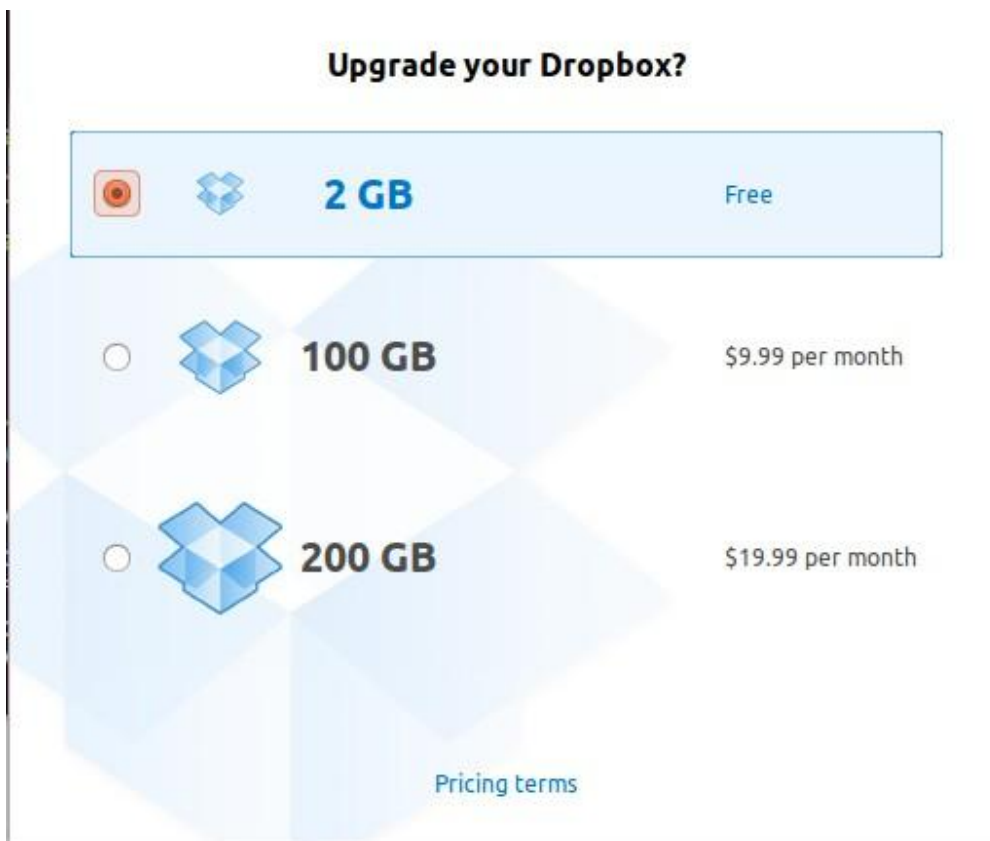 Upgrade your Dropbox?
2 GB Free
100 GB $9.99 per month
200 GB $19.99 per month
Pricing terms